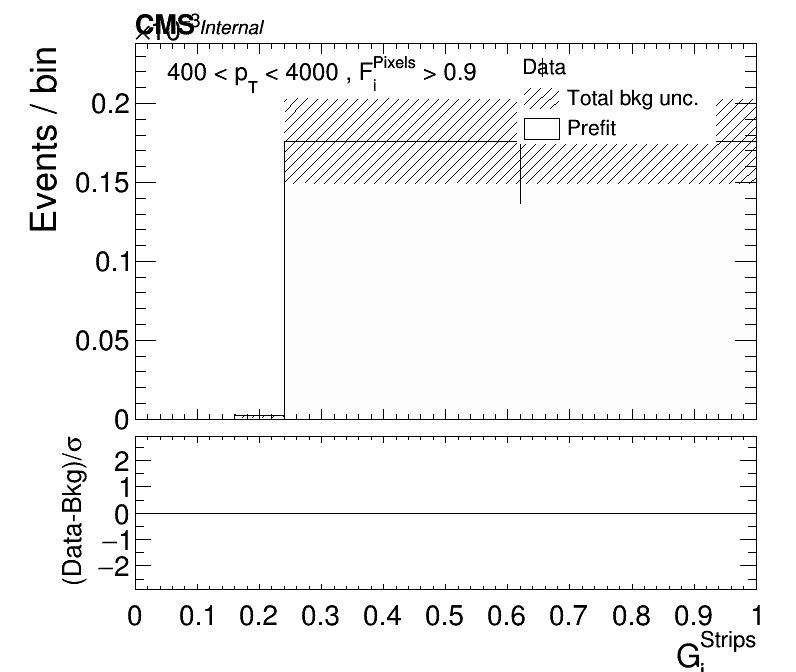 CMS Internal
×10⁻³
400 < p_T < 4000 , F_i^Pixels > 0.9
Data
Total bkg unc.
Prefit
Events / bin
0.2
0.15
0.1
0.05
0
(Data-Bkg)/σ
2
1
0
−1
−2
0 0.1 0.2 0.3 0.4 0.5 0.6 0.7 0.8 0.9 1
G_i^Strips